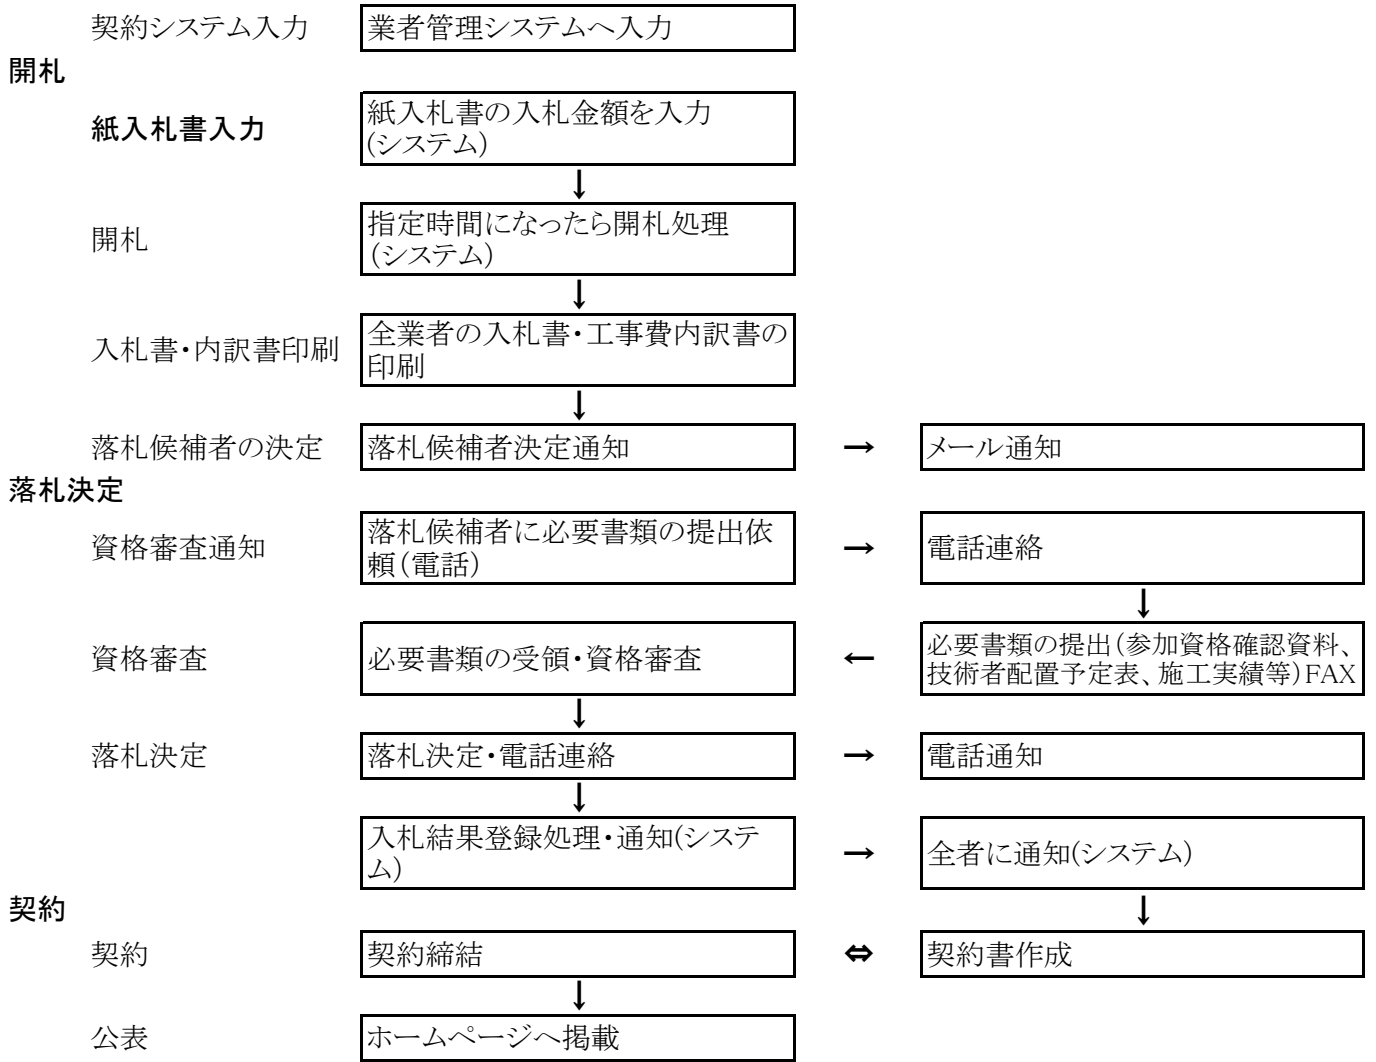 契約システム入力
業者管理システムへ入力
開札
紙入札書入力
紙入札書の入札金額を入力
(システム)
↓
開札
指定時間になったら開札処理
(システム)
↓
入札書・内訳書印刷
全業者の入札書・工事費内訳書の
印刷
↓
落札候補者の決定
落札候補者決定通知
→
メール通知
落札決定
資格審査通知
落札候補者に必要書類の提出依
頼(電話)
→
電話連絡
↓
資格審査
必要書類の受領・資格審査
←
必要書類の提出(参加資格確認資料、
技術者配置予定表、施工実績等)FAX
↓
落札決定
落札決定・電話連絡
→
電話通知
↓
入札結果登録処理・通知(システ
ム)
→
全者に通知(システム)
契約
↓
契約
契約締結
⇔
契約書作成
↓
公表
ホームページへ掲載